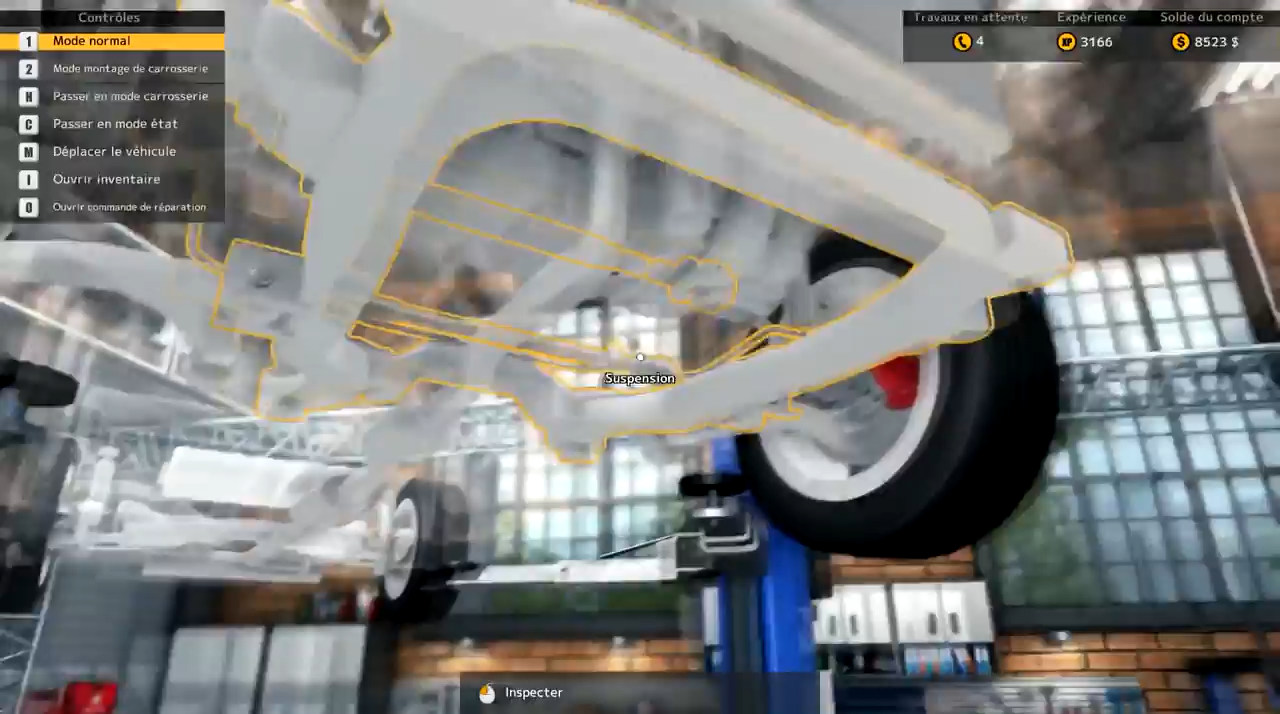 Contrôles
1 Mode normal
2 Mode montage de carrosserie
H Passer en mode carrosserie
C Passer en mode état
M Déplacer le véhicule
I Ouvrir inventaire
O Ouvrir commande de réparation
Travaux en attente Expérience Solde du compte
4 XP 3166 $ 8523 $
Suspension
Inspecter